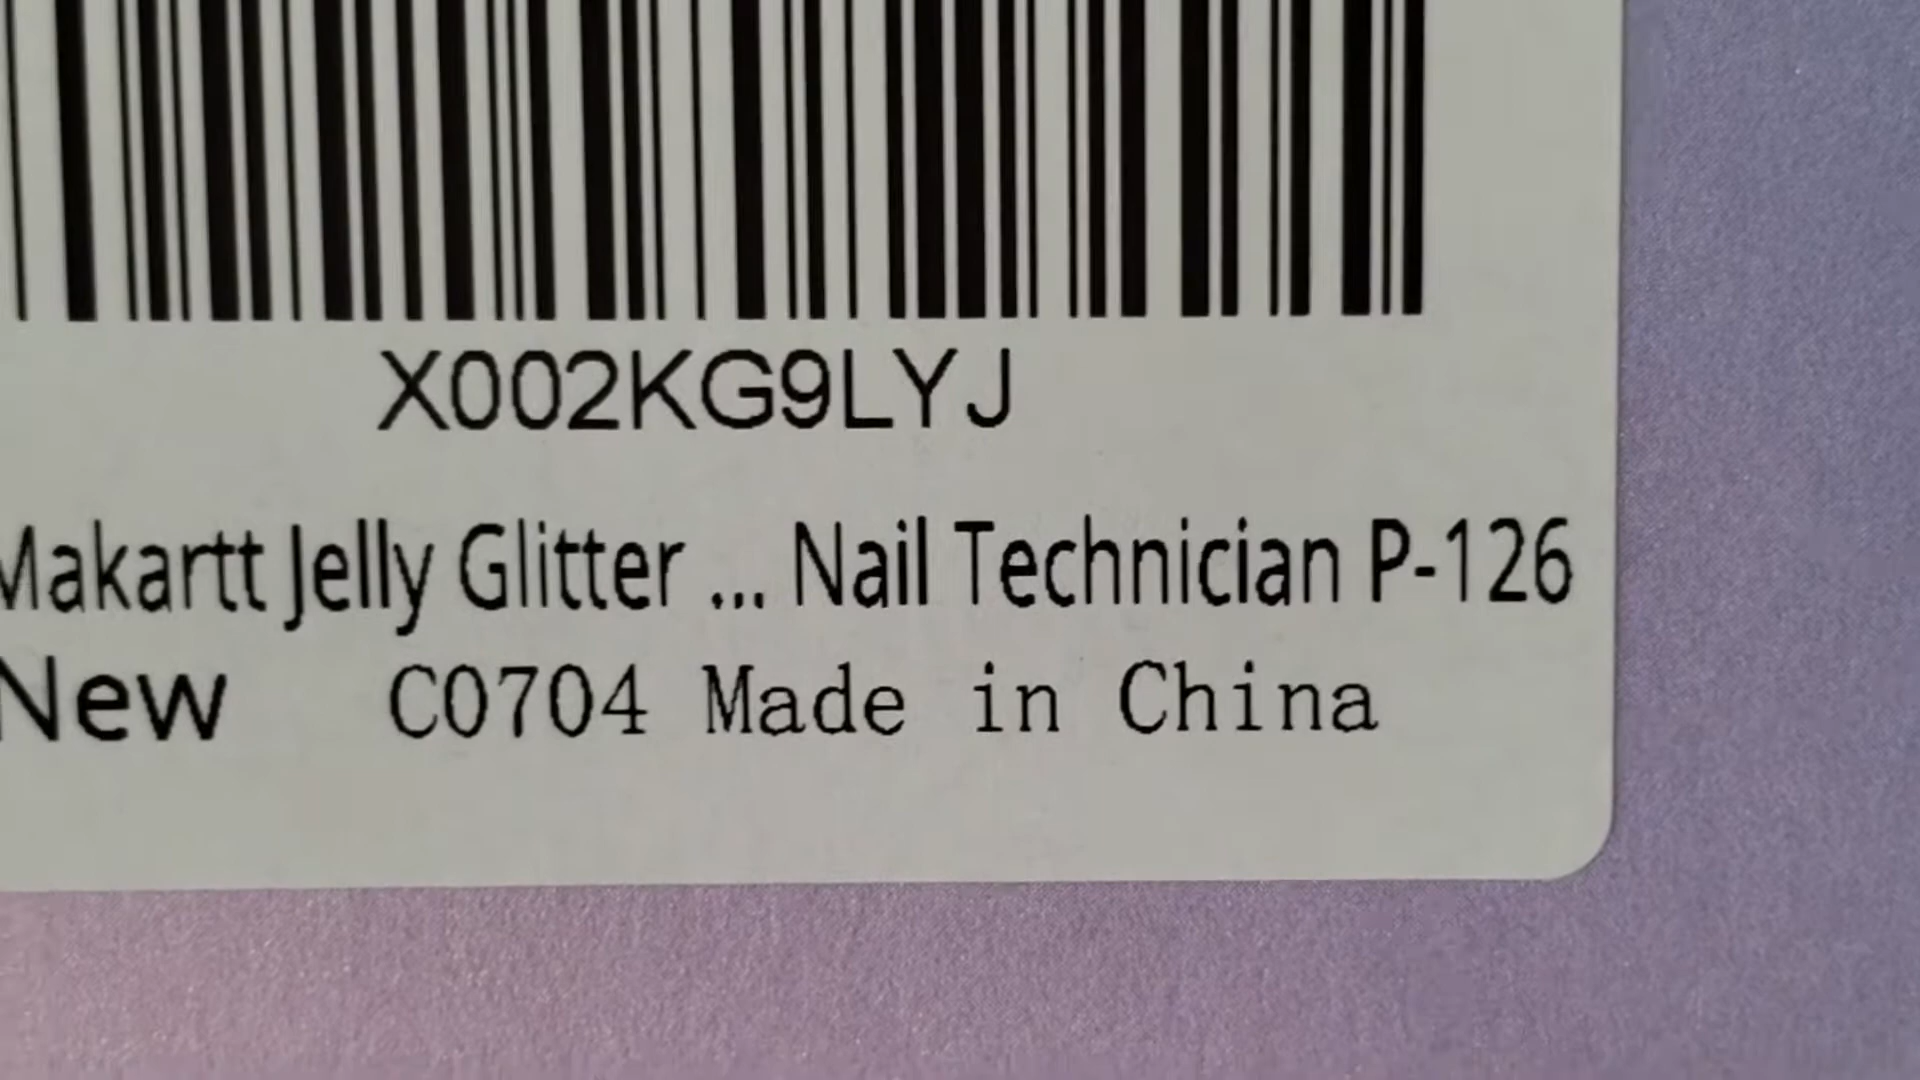 X002KG9LYJ
Makartt Jelly Glitter ... Nail Technician P-126
New C0704 Made in China